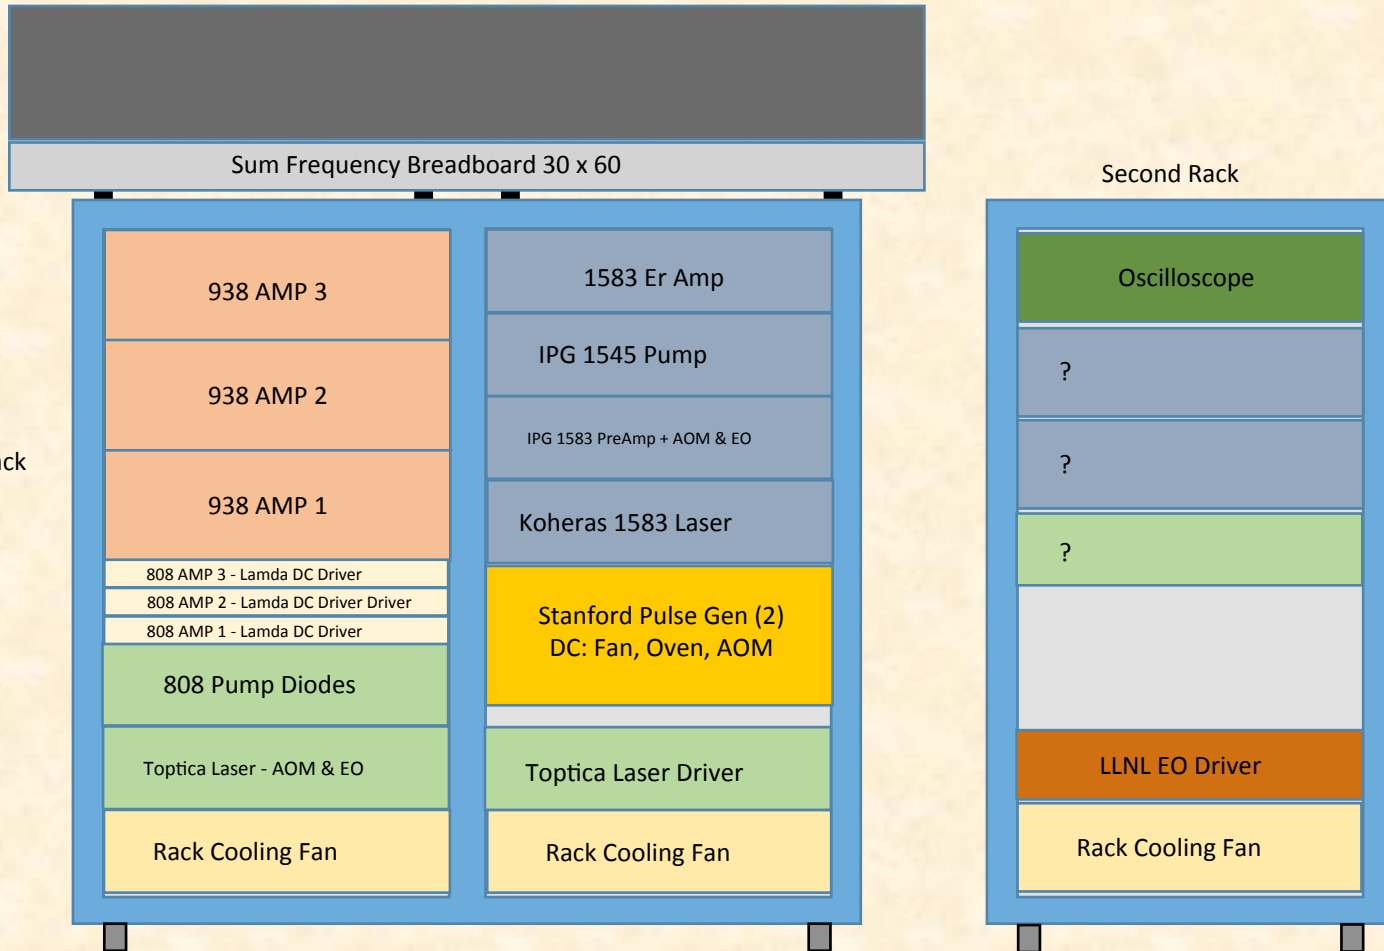 Sum Frequency Breadboard 30 x 60
938 AMP 3
938 AMP 2
938 AMP 1
808 AMP 3 - Lamda DC Driver
808 AMP 2 - Lamda DC Driver Driver
808 AMP 1 - Lamda DC Driver
808 Pump Diodes
Toptica Laser - AOM & EO
Rack Cooling Fan
1583 Er Amp
IPG 1545 Pump
IPG 1583 PreAmp + AOM & EO
Koheras 1583 Laser
Stanford Pulse Gen (2)
DC: Fan, Oven, AOM
Toptica Laser Driver
Rack Cooling Fan
Second Rack
Oscilloscope
?
?
?
LLNL EO Driver
Rack Cooling Fan